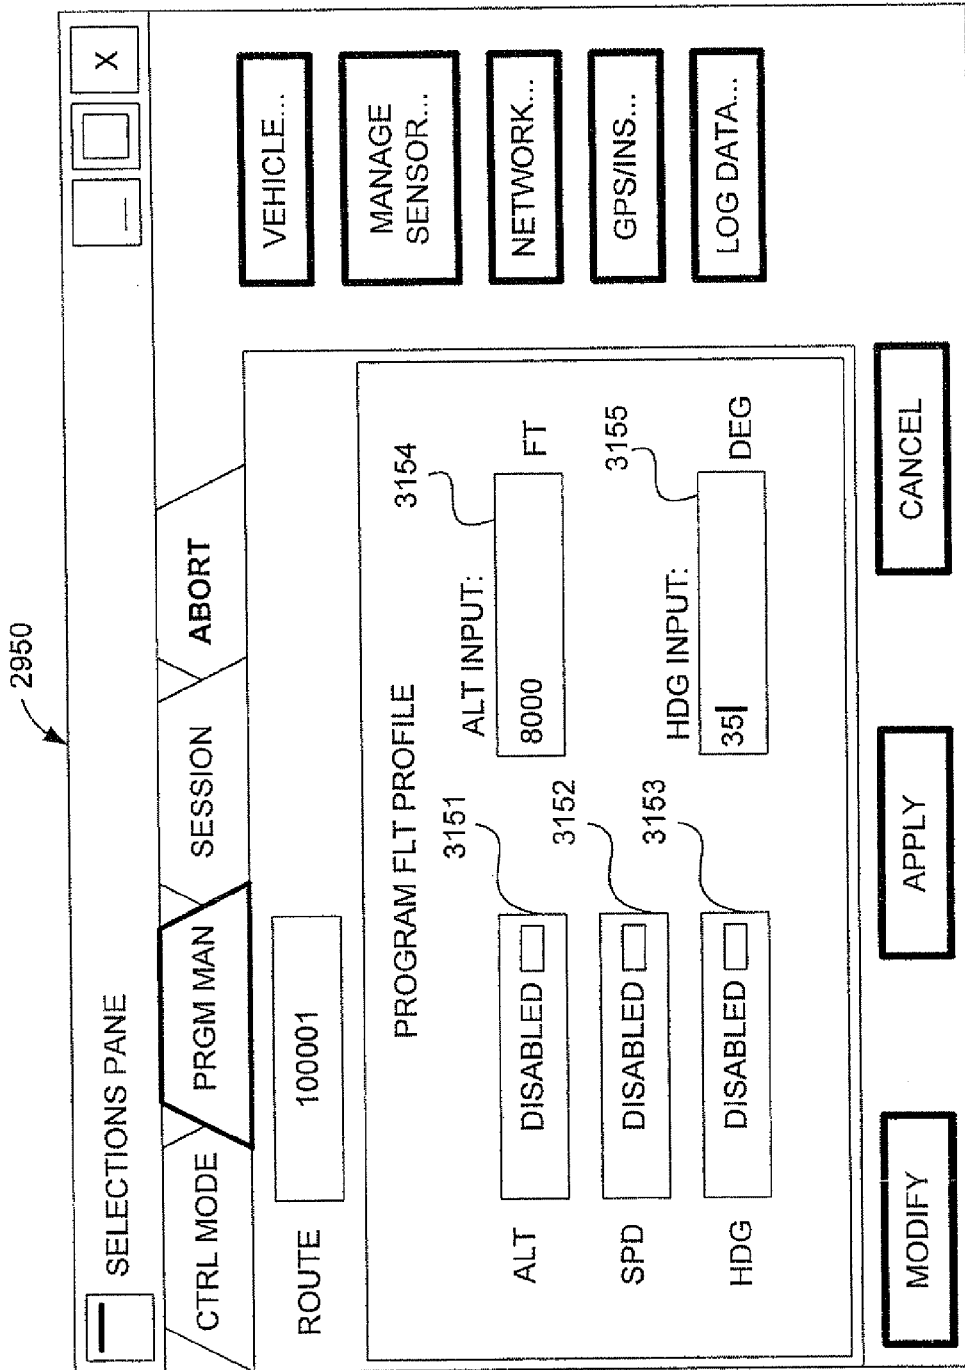 2950
SELECTIONS PANE
X
CTRL MODE
PRGM MAN
SESSION
ABORT
ROUTE
100001
VEHICLE...
MANAGE
SENSOR...
NETWORK...
GPS/INS...
LOG DATA...
PROGRAM FLT PROFILE
3151
3154
ALT
DISABLED
ALT INPUT:
8000
FT
3152
SPD
DISABLED
3153
3155
HDG
DISABLED
HDG INPUT:
35
DEG
MODIFY
APPLY
CANCEL